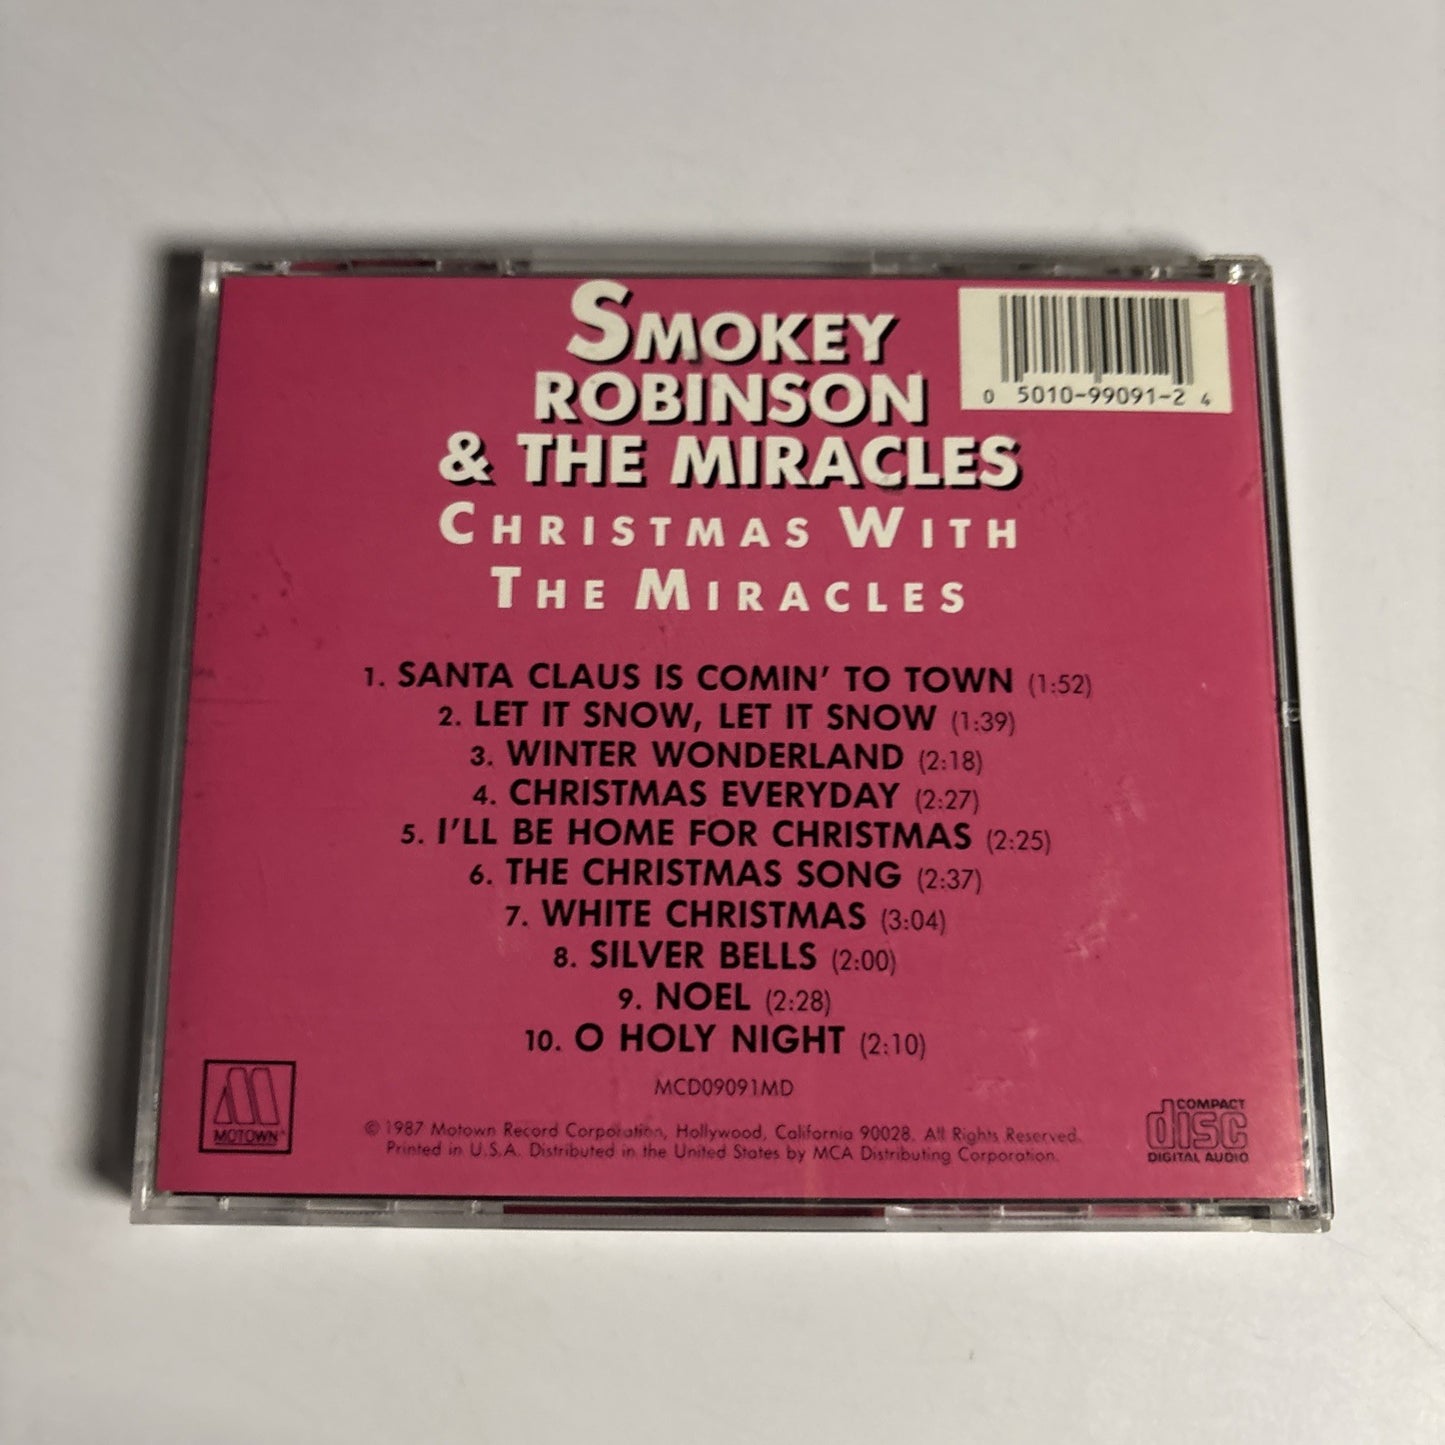 SMOKEY
ROBINSON
& THE MIRACLES
CHRISTMAS WITH
THE MIRACLES
0 5010-99091-2 4
1. SANTA CLAUS IS COMIN' TO TOWN (1:52)
2. LET IT SNOW, LET IT SNOW (1:39)
3. WINTER WONDERLAND (2:18)
4. CHRISTMAS EVERYDAY (2:27)
5. I'LL BE HOME FOR CHRISTMAS (2:25)
6. THE CHRISTMAS SONG (2:37)
7. WHITE CHRISTMAS (3:04)
8. SILVER BELLS (2:00)
9. NOEL (2:28)
10. O HOLY NIGHT (2:10)
MCD09091MD
MOTOWN
© 1987 Motown Record Corporation, Hollywood, California 90028. All Rights Reserved.
Printed in U.S.A. Distributed in the United States by MCA Distributing Corporation.
COMPACT
disc
DIGITAL AUDIO